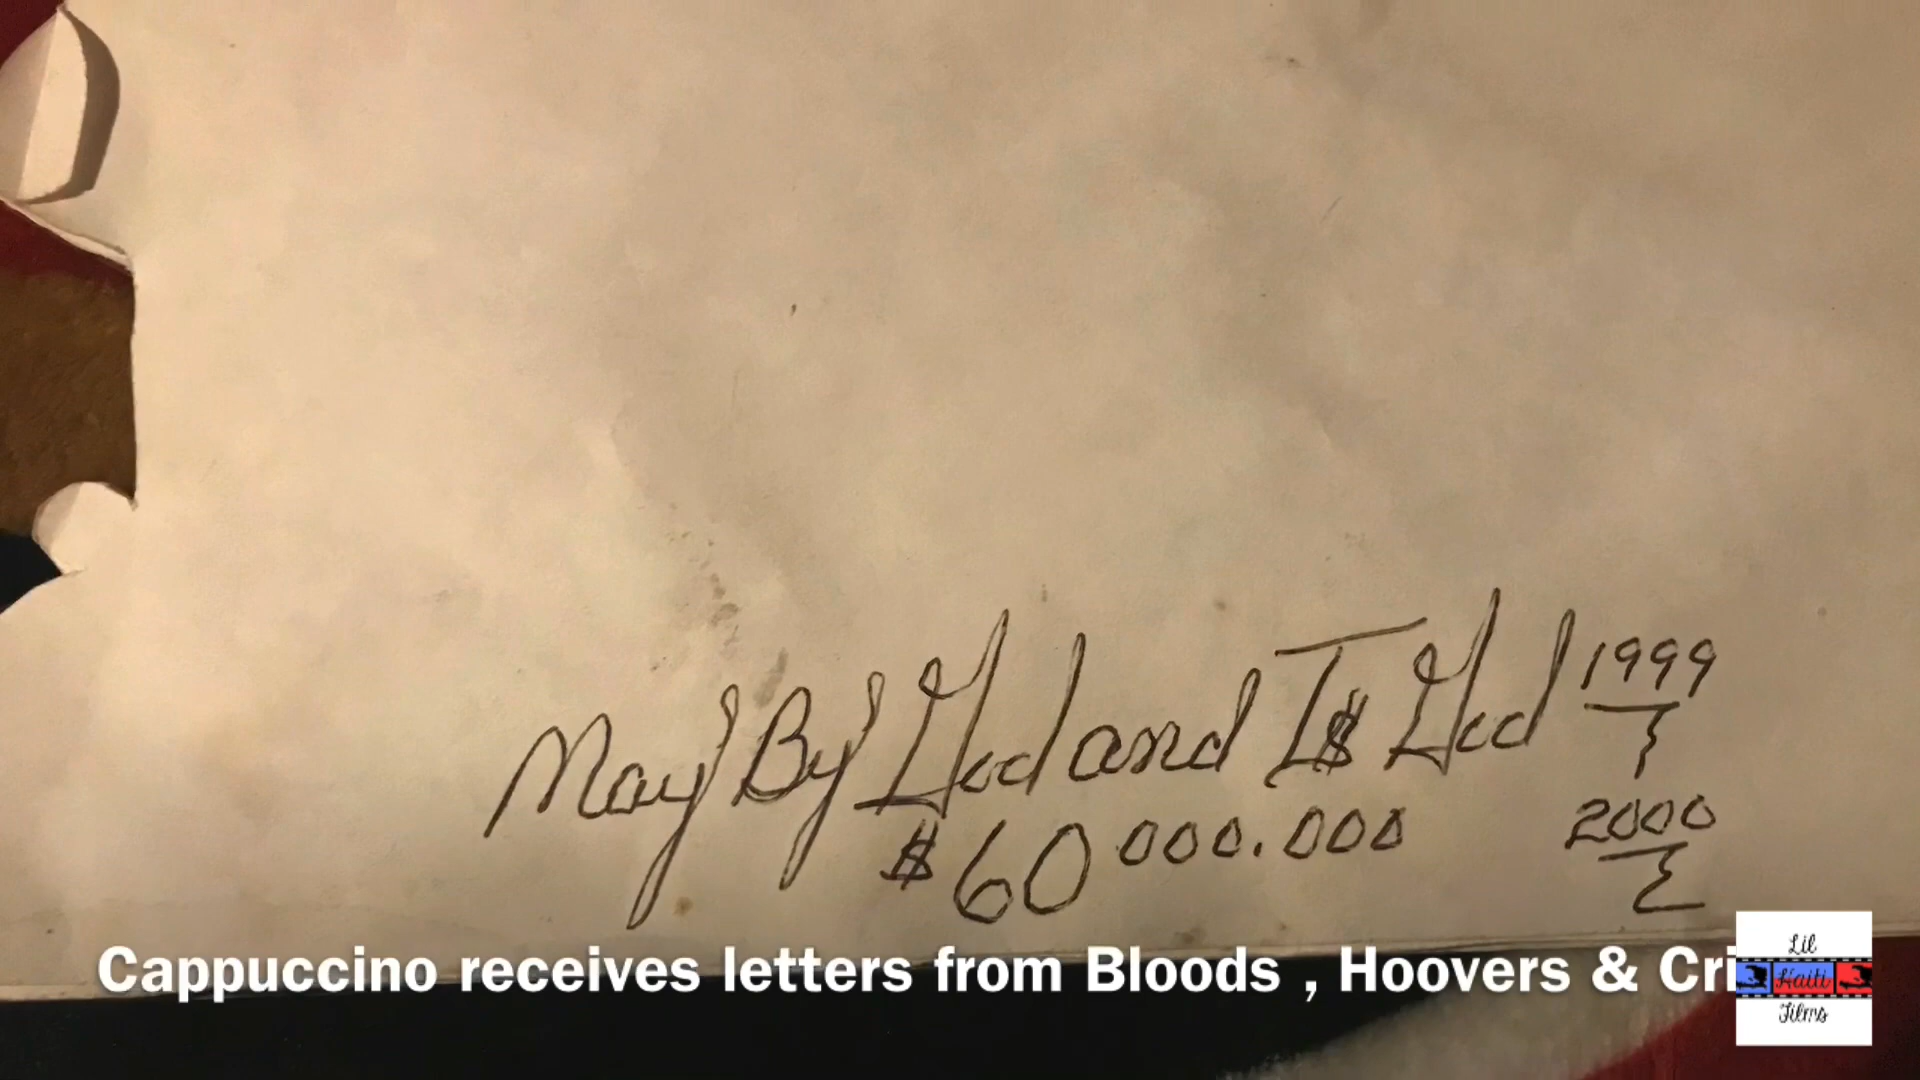 May By God and I$ God 1999
$60 000.000 2000
Cappuccino receives letters from Bloods , Hoovers & Cri
Lil
Haiti
Films